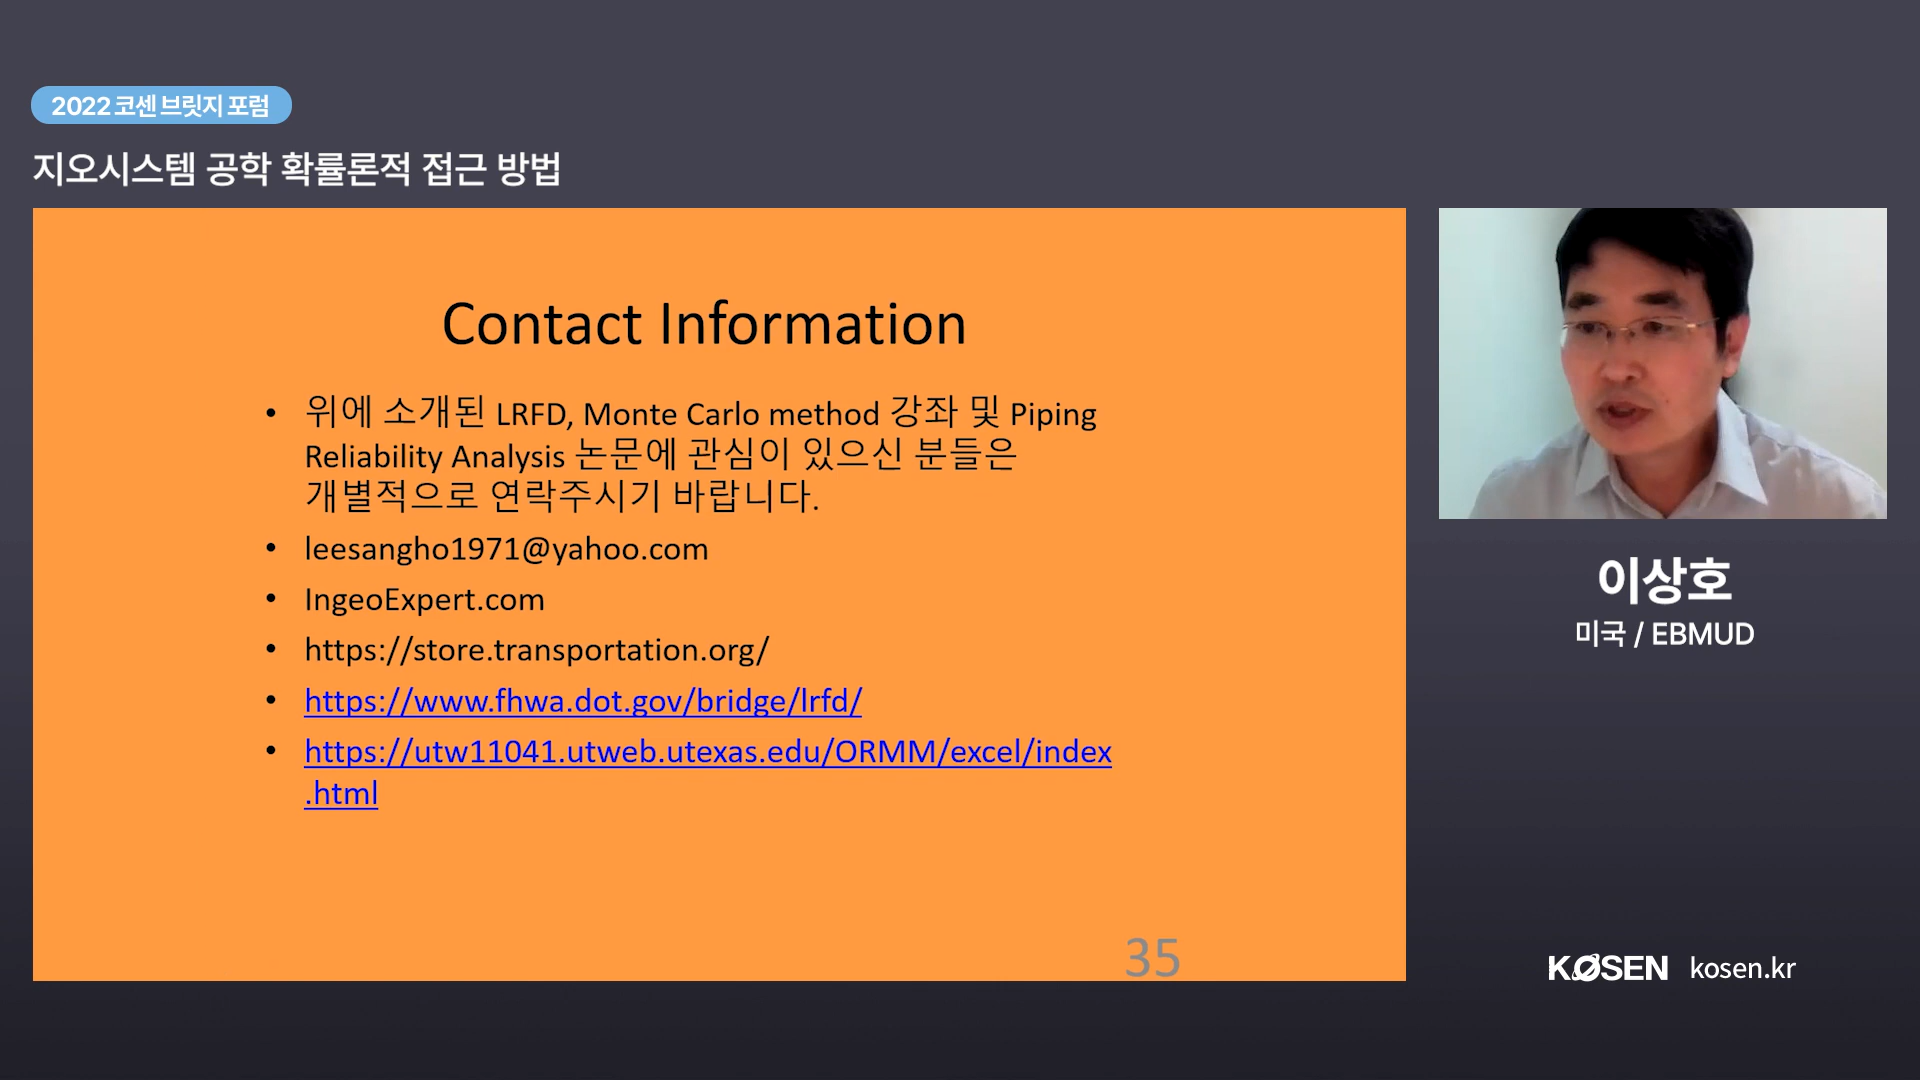 2022 코센 브릿지 포럼
지오시스템 공학 확률론적 접근 방법
Contact Information
• 위에 소개된 LRFD, Monte Carlo method 강좌 및 Piping
Reliability Analysis 논문에 관심이 있으신 분들은
개별적으로 연락주시기 바랍니다.
• leesangho1971@yahoo.com
• IngeoExpert.com
• https://store.transportation.org/
• https://www.fhwa.dot.gov/bridge/lrfd/
• https://utw11041.utweb.utexas.edu/ORMM/excel/index
.html
35
이상호
미국 / EBMUD
KOSEN kosen.kr